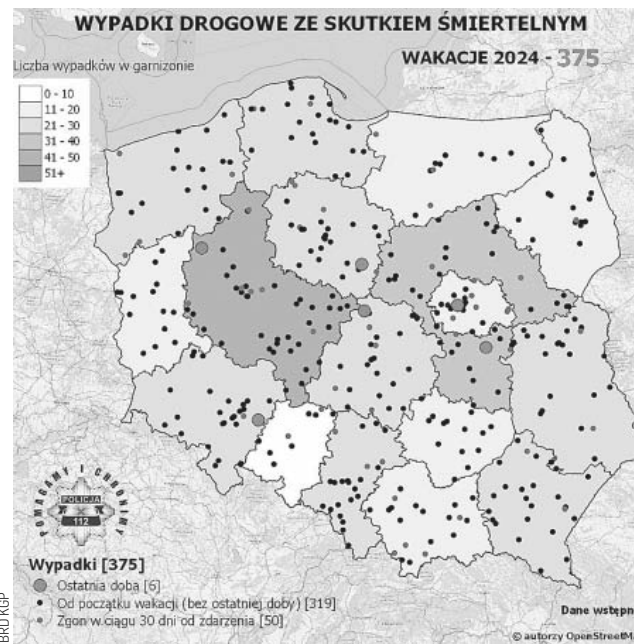 WYPADKI DROGOWE ZE SKUTKIEM ŚMIERTELNYM
WAKACJE 2024 - 375
Liczba wypadków w garnizonie
0 - 10
11 - 20
21 - 30
31 - 40
41 - 50
51+
POMAGAMY I CHRONIMY
POLICJA
112
Wypadki [375]
Ostatnia doba [6]
Od początku wakacji (bez ostatniej doby) [319]
Zgon w ciągu 30 dni od zdarzenia [50]
Dane wstępn
© autorzy OpenStreetM
BRD KGP